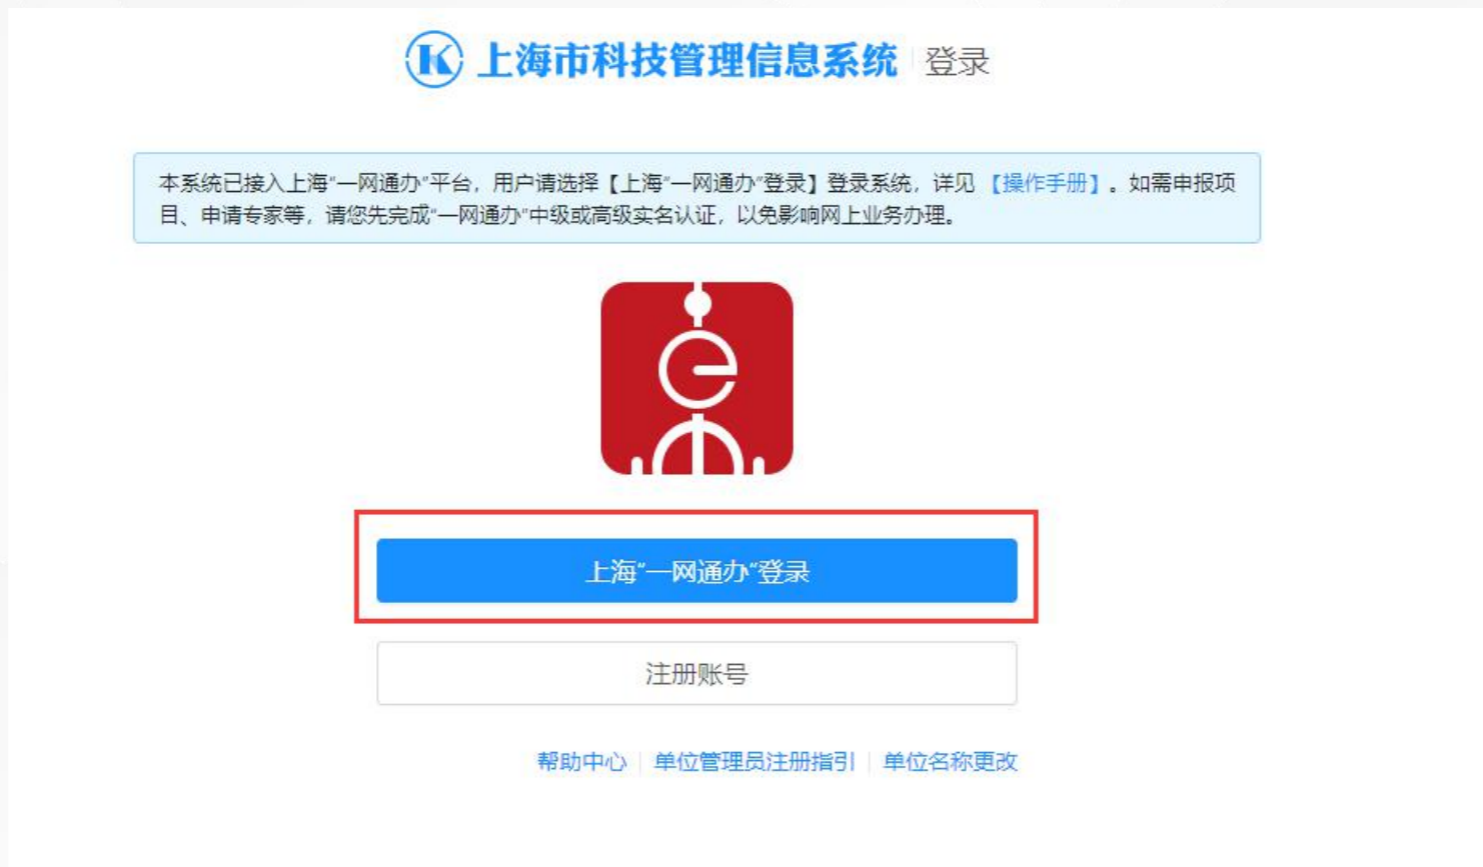 上海市科技管理信息系统 登录
本系统已接入上海“一网通办”平台，用户请选择【上海“一网通办”登录】登录系统，详见 【操作手册】 。如需申报项
目、申请专家等，请您先完成“一网通办”中级或高级实名认证，以免影响网上业务办理。
上海“一网通办”登录
注册账号
帮助中心 | 单位管理员注册指引 | 单位名称更改